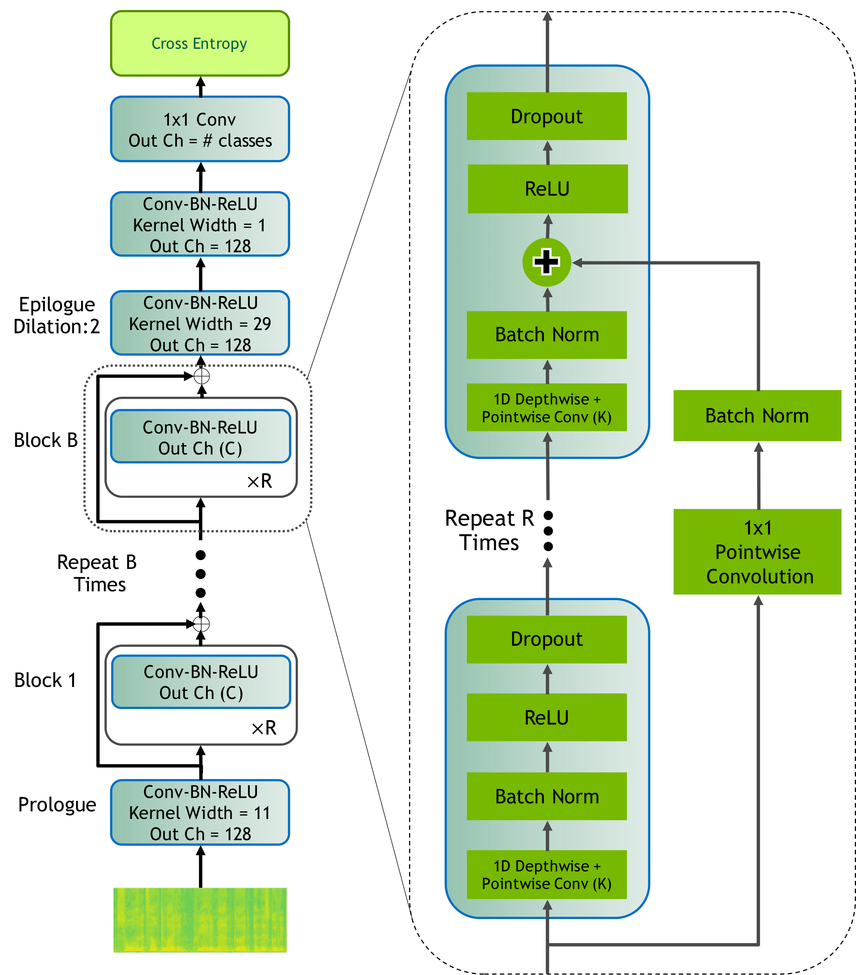 Cross Entropy
1x1 Conv
Out Ch = # classes
Conv-BN-ReLU
Kernel Width = 1
Out Ch = 128
Epilogue
Dilation:2
Conv-BN-ReLU
Kernel Width = 29
Out Ch = 128
Block B
Conv-BN-ReLU
Out Ch (C)
×R
Repeat B
Times
Block 1
Conv-BN-ReLU
Out Ch (C)
×R
Prologue
Conv-BN-ReLU
Kernel Width = 11
Out Ch = 128
Dropout
ReLU
+
Batch Norm
1D Depthwise +
Pointwise Conv (K)
Repeat R
Times
Dropout
ReLU
Batch Norm
1D Depthwise +
Pointwise Conv (K)
Batch Norm
1x1
Pointwise
Convolution